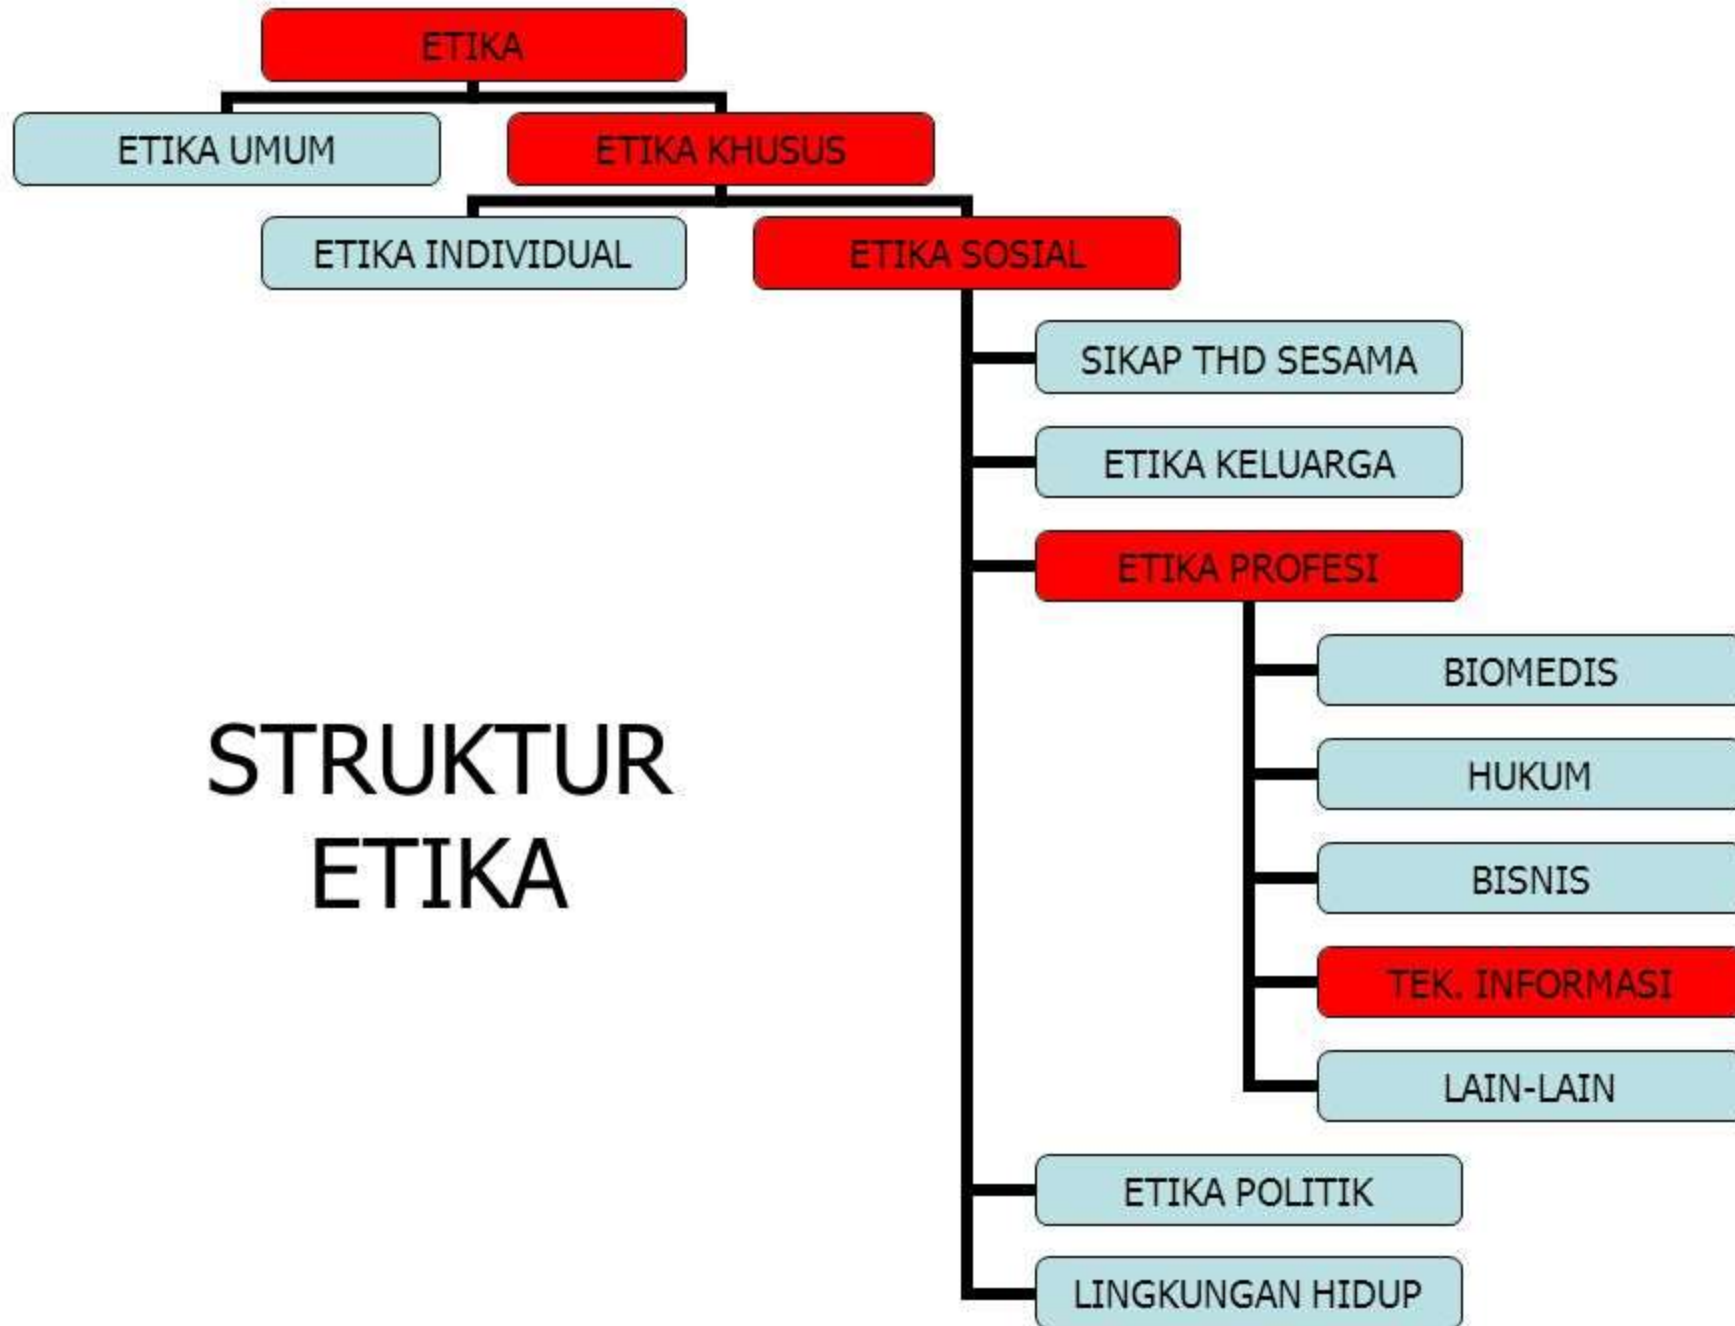 ETIKA
ETIKA UMUM
ETIKA KHUSUS
ETIKA INDIVIDUAL
ETIKA SOSIAL
SIKAP THD SESAMA
ETIKA KELUARGA
ETIKA PROFESI
BIOMEDIS
HUKUM
BISNIS
TEK. INFORMASI
LAIN-LAIN
ETIKA POLITIK
LINGKUNGAN HIDUP
STRUKTUR
ETIKA